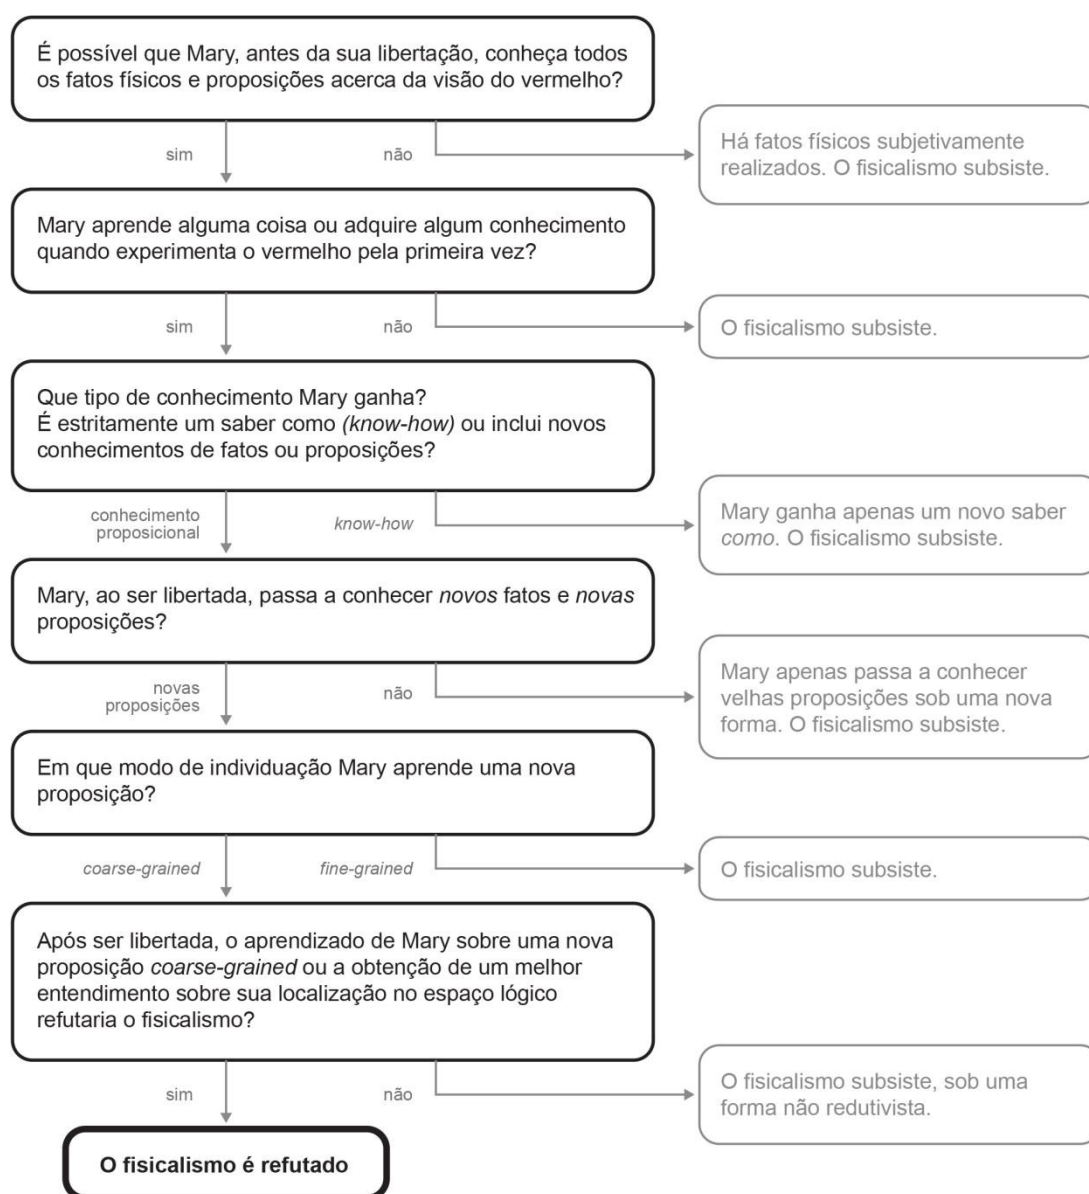 É possível que Mary, antes da sua libertação, conheça todos
os fatos físicos e proposições acerca da visão do vermelho?
sim
não
Há fatos físicos subjetivamente
realizados. O fisicalismo subsiste.
Mary aprende alguma coisa ou adquire algum conhecimento
quando experimenta o vermelho pela primeira vez?
sim
não
O fisicalismo subsiste.
Que tipo de conhecimento Mary ganha?
É estritamente um saber como (know-how) ou inclui novos
conhecimentos de fatos ou proposições?
conhecimento
proposicional
know-how
Mary ganha apenas um novo saber
como. O fisicalismo subsiste.
Mary, ao ser libertada, passa a conhecer novos fatos e novas
proposições?
novas
proposições
não
Mary apenas passa a conhecer
velhas proposições sob uma nova
forma. O fisicalismo subsiste.
Em que modo de individuação Mary aprende uma nova
proposição?
coarse-grained
fine-grained
O fisicalismo subsiste.
Após ser libertada, o aprendizado de Mary sobre uma nova
proposição coarse-grained ou a obtenção de um melhor
entendimento sobre sua localização no espaço lógico
refutaria o fisicalismo?
sim
não
O fisicalismo subsiste, sob uma
forma não redutivista.
O fisicalismo é refutado